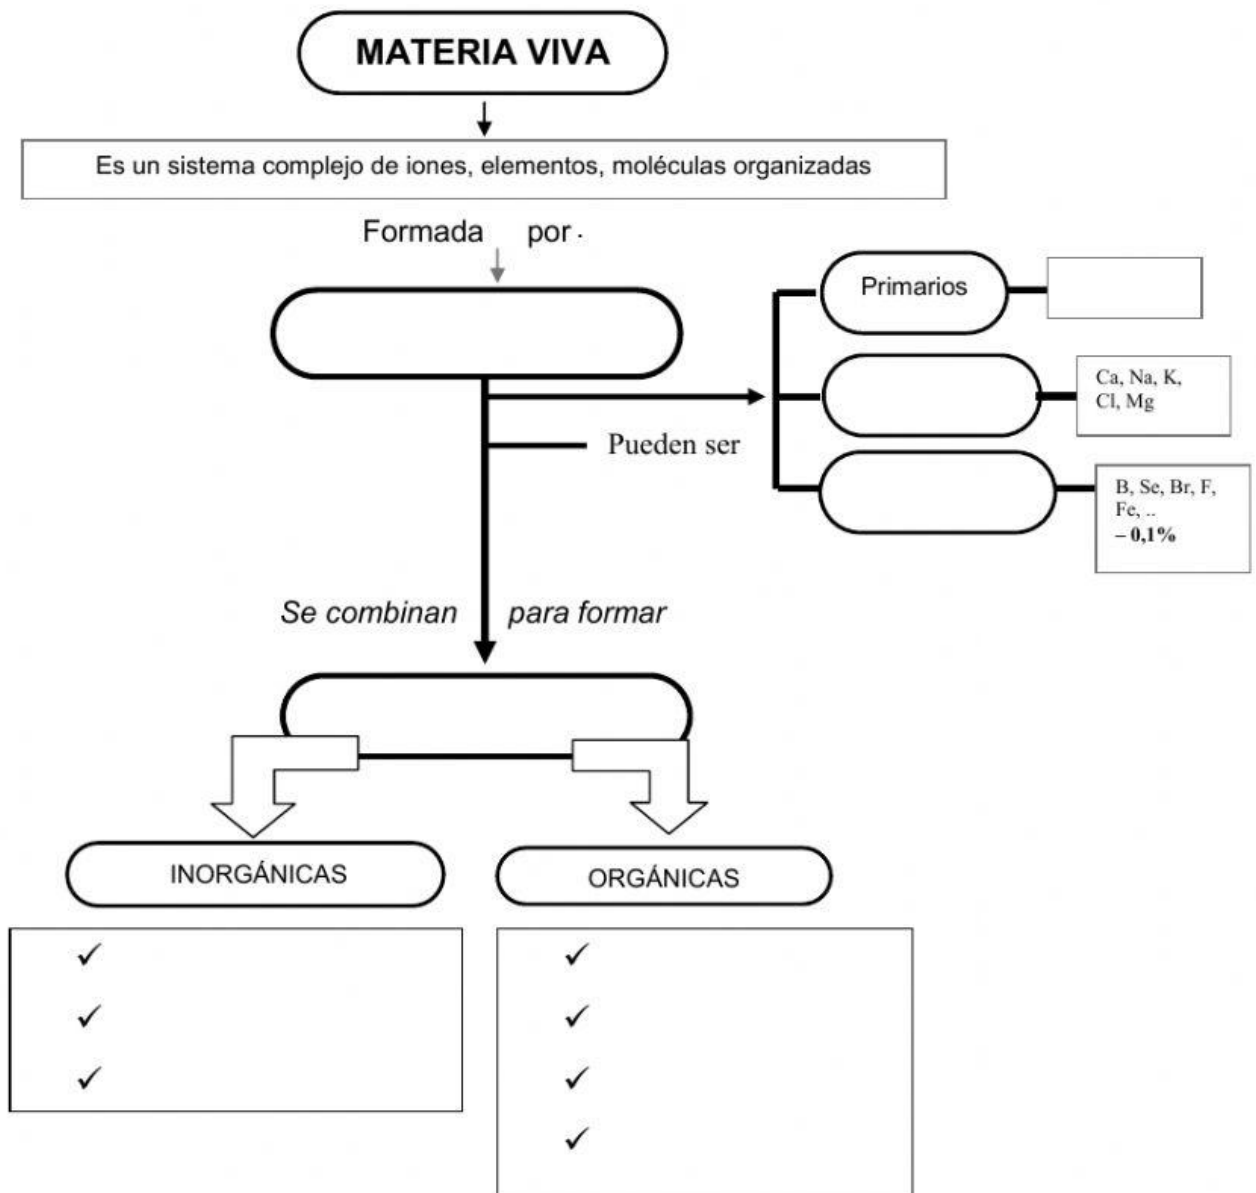 MATERIA VIVA
Es un sistema complejo de iones, elementos, moléculas organizadas
Formada por.
Primarios
Ca, Na, K,
Cl, Mg
Pueden ser
B, Se, Br, F,
Fe, ..
– 0,1%
Se combinan para formar
INORGÁNICAS
ORGÁNICAS